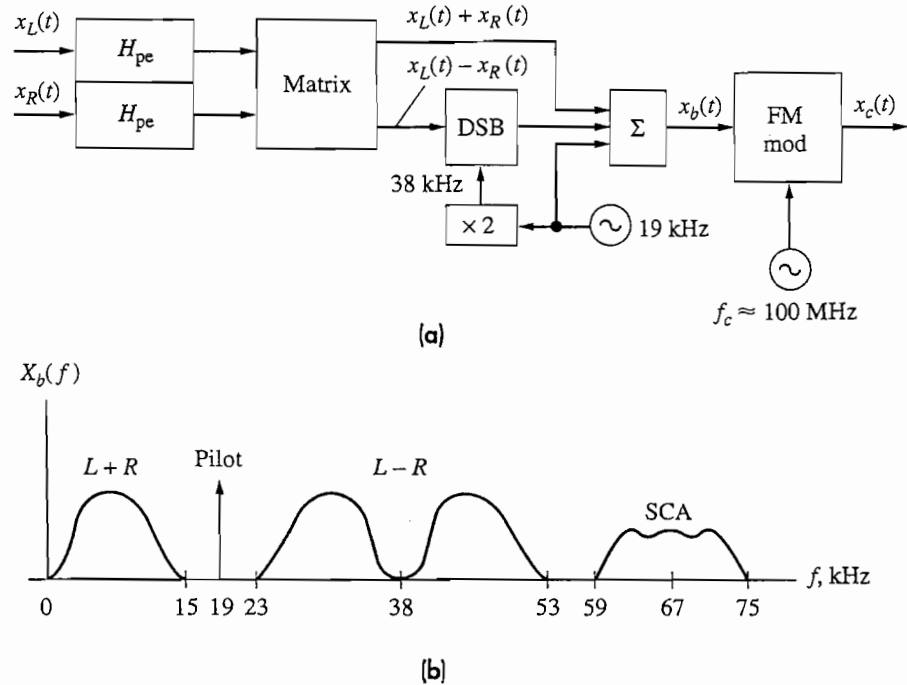 x_L(t)
H_pe
x_R(t)
H_pe
Matrix
x_L(t) + x_R(t)
x_L(t) − x_R(t)
DSB
38 kHz
× 2
19 kHz
Σ
x_b(t)
FM
mod
x_c(t)
f_c ≈ 100 MHz
(a)
X_b(f)
L + R
Pilot
L − R
SCA
f, kHz
0 15 19 23 38 53 59 67 75
(b)